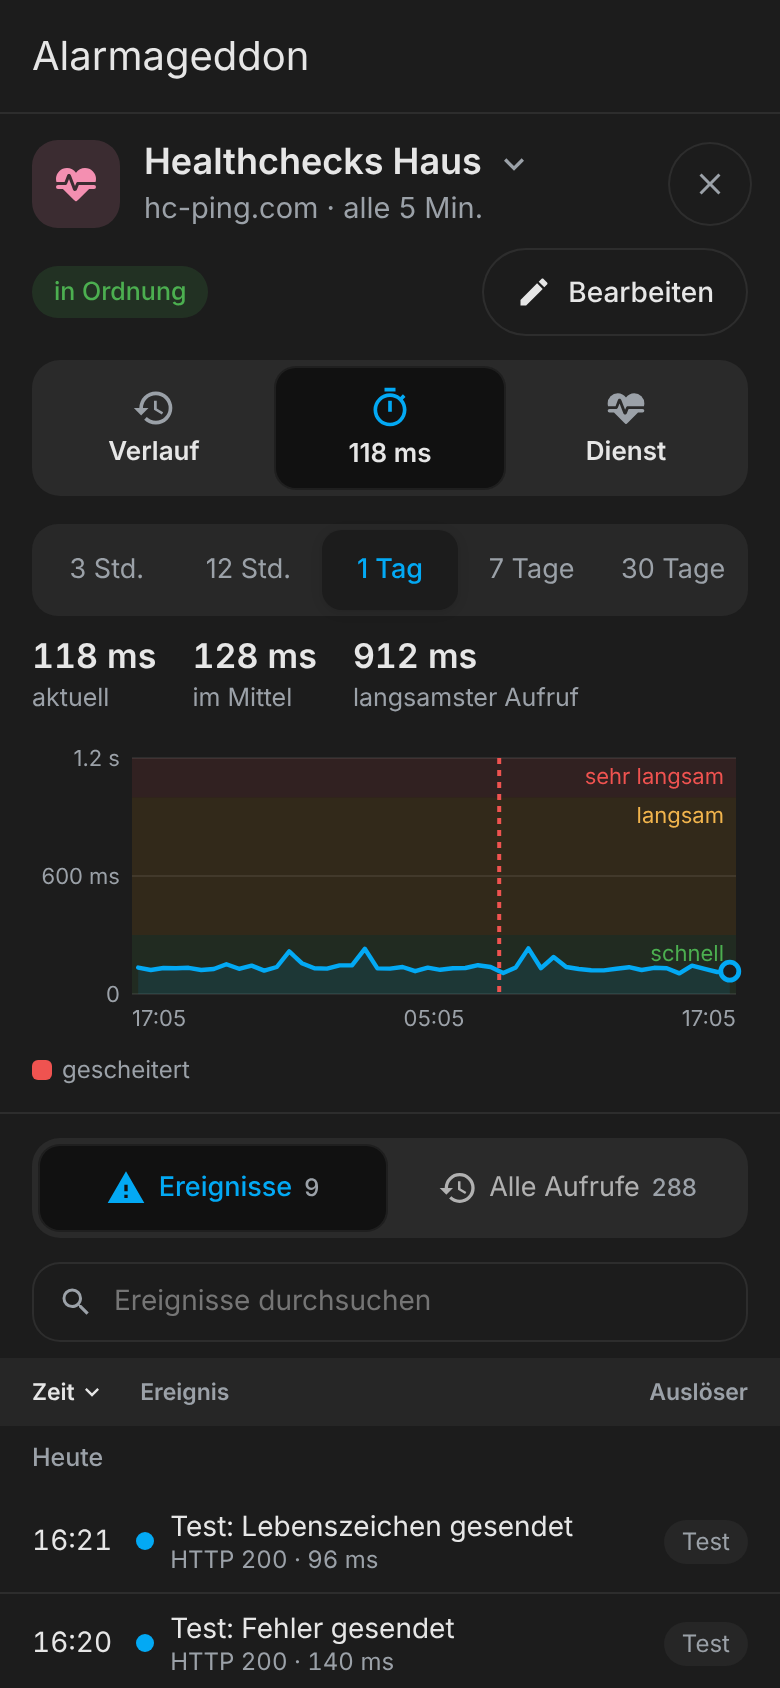 Alarmageddon
Healthchecks Haus
hc-ping.com · alle 5 Min.
in Ordnung
Bearbeiten
Verlauf
118 ms
Dienst
3 Std.
12 Std.
1 Tag
7 Tage
30 Tage
118 ms
128 ms
912 ms
aktuell
im Mittel
langsamster Aufruf
1.2 s
sehr langsam
langsam
600 ms
schnell
0
17:05
05:05
17:05
gescheitert
Ereignisse 9
Alle Aufrufe 288
Ereignisse durchsuchen
Zeit
Ereignis
Auslöser
Heute
16:21
Test: Lebenszeichen gesendet
HTTP 200 · 96 ms
Test
16:20
Test: Fehler gesendet
HTTP 200 · 140 ms
Test